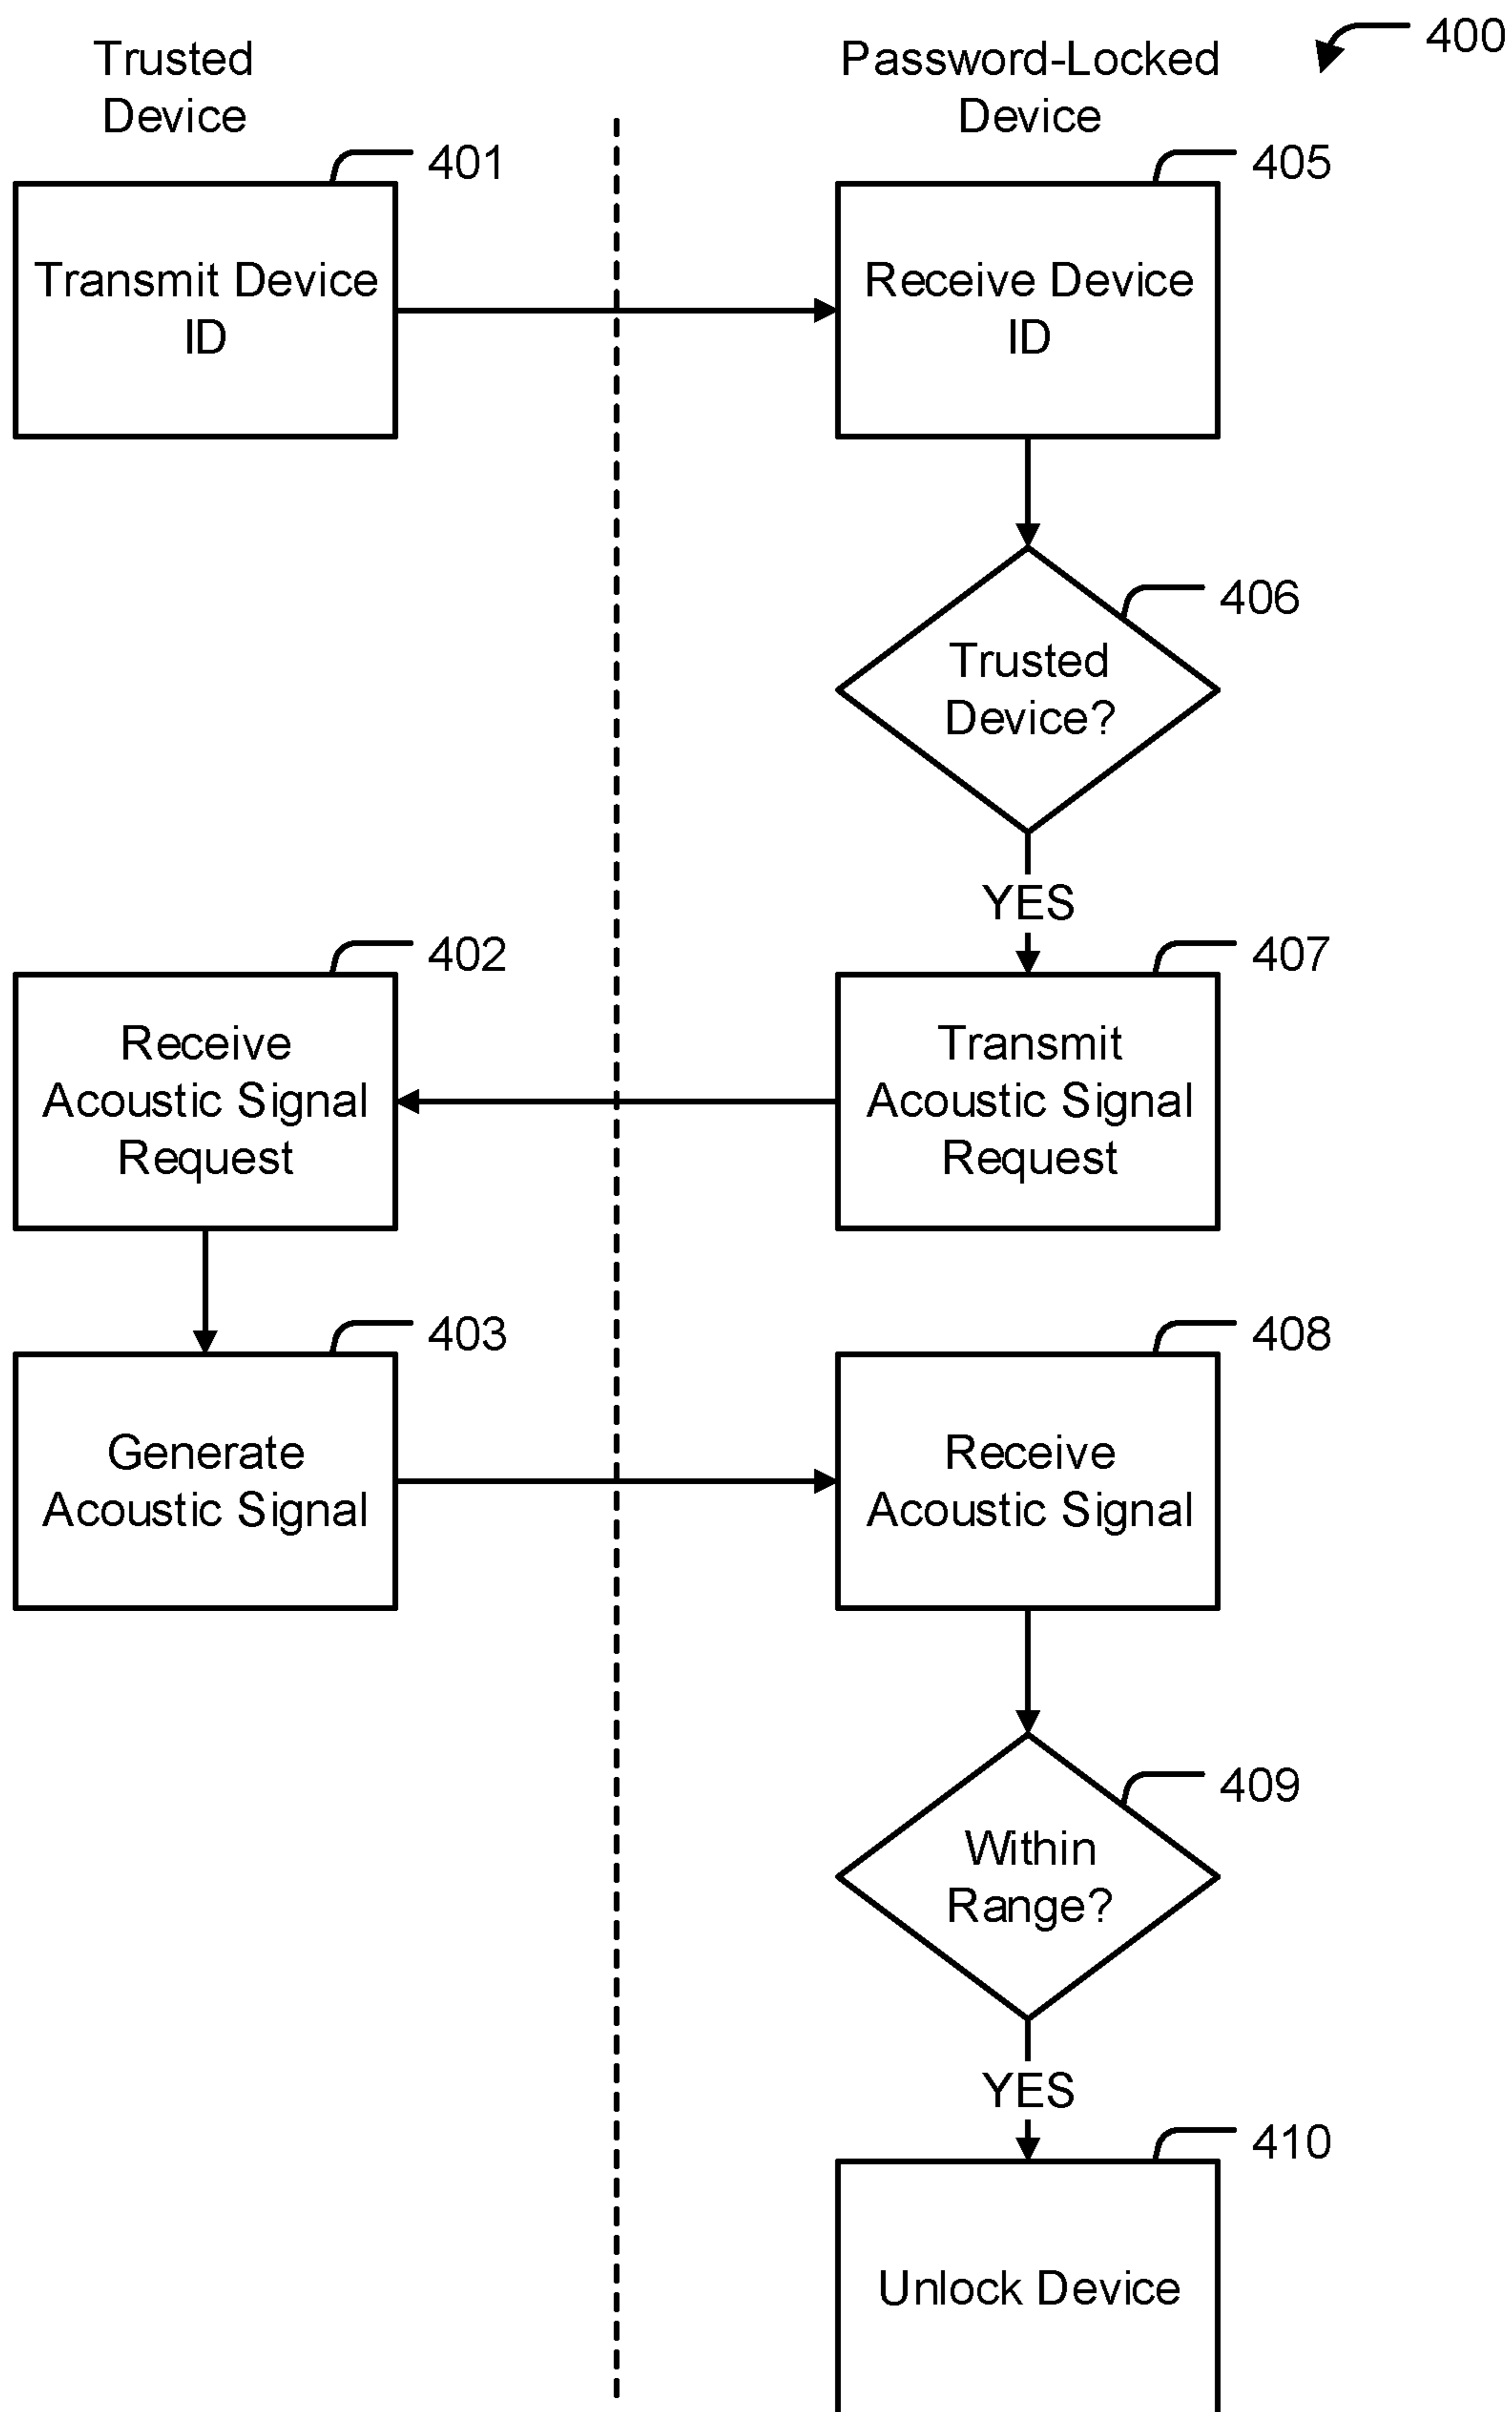 400
Trusted
Device
Password-Locked
Device
401
Transmit Device
ID
405
Receive Device
ID
406
Trusted
Device?
YES
402
Receive
Acoustic Signal
Request
407
Transmit
Acoustic Signal
Request
403
Generate
Acoustic Signal
408
Receive
Acoustic Signal
409
Within
Range?
YES
410
Unlock Device